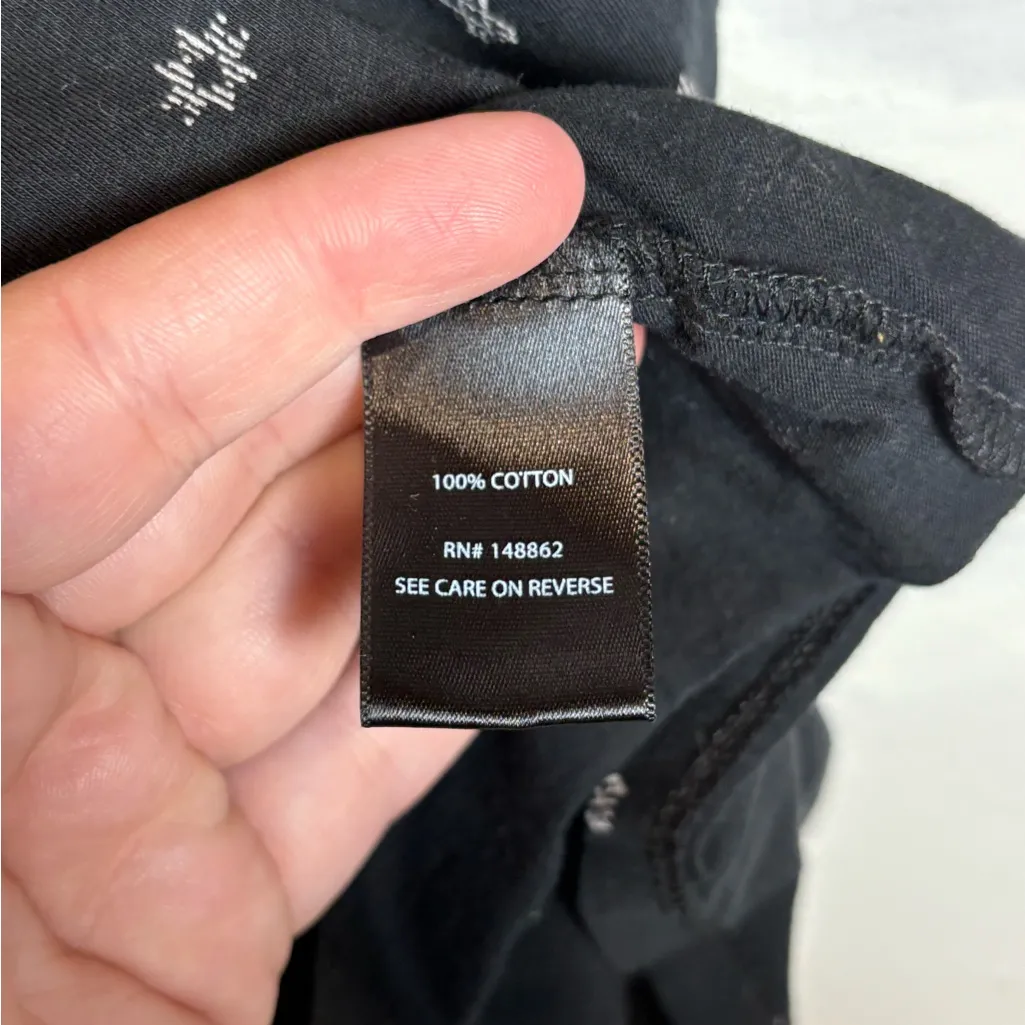 100% COTTON
RN# 148862
SEE CARE ON REVERSE